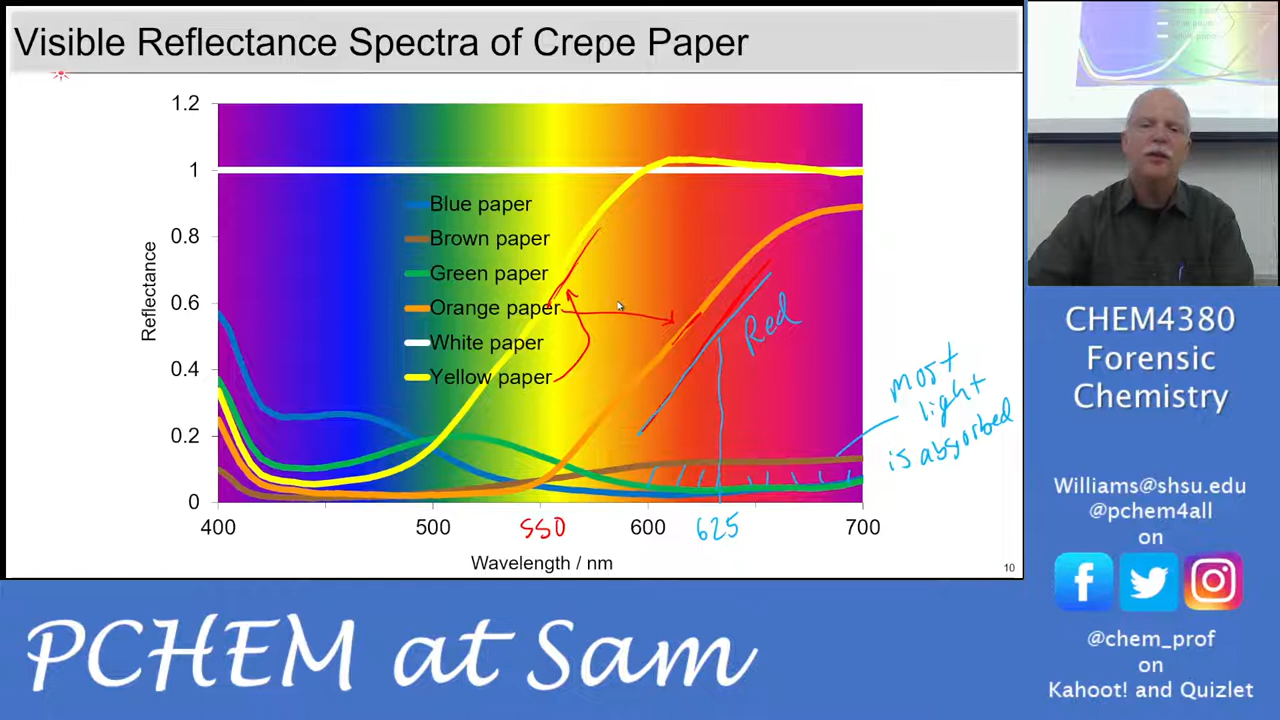 Visible Reflectance Spectra of Crepe Paper
1.2
1
0.8
0.6
0.4
0.2
0
Reflectance
Blue paper
Brown paper
Green paper
Orange paper
White paper
Yellow paper
Red
most
light
is absorbed
400
500
550
600
625
700
Wavelength / nm
10
CHEM4380
Forensic
Chemistry
Williams@shsu.edu
@pchem4all
on
@chem_prof
on
Kahoot! and Quizlet
PCHEM at Sam